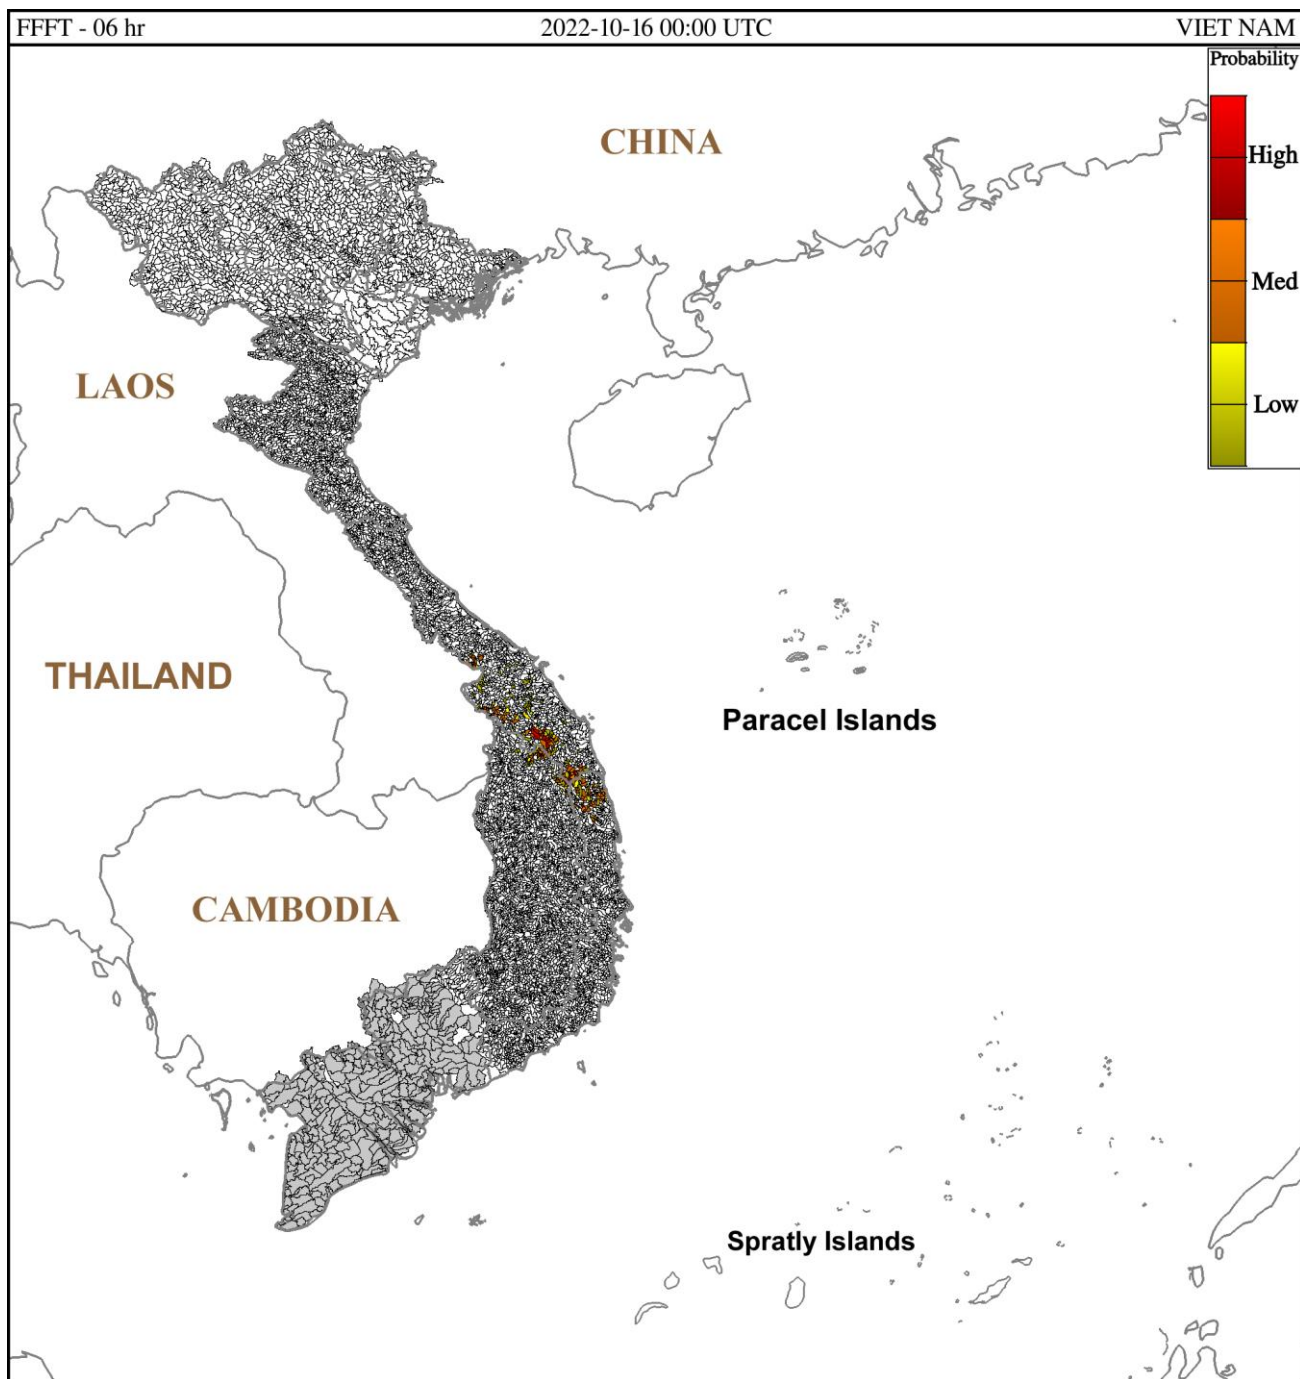 FFFT - 06 hr
2022-10-16 00:00 UTC
VIET NAM
Probability
High
Med
Low
CHINA
LAOS
THAILAND
Paracel Islands
CAMBODIA
Spratly Islands